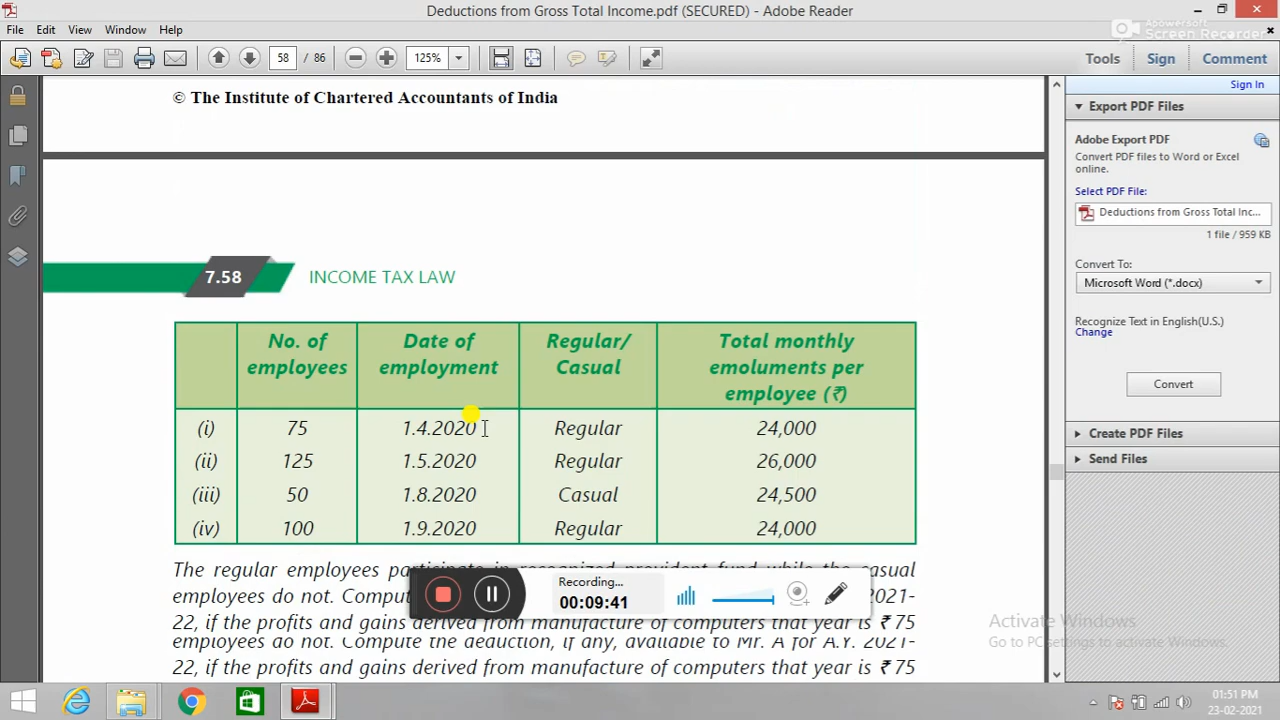 Deductions from Gross Total Income.pdf (SECURED) - Adobe Reader
File Edit View Window Help
Apowersoft
Screen Recorder
58 / 86 125% Tools Sign Comment
Sign In
Export PDF Files
Adobe Export PDF
Convert PDF files to Word or Excel
online.
Select PDF File:
Deductions from Gross Total Inc...
1 file / 959 KB
Convert To:
Microsoft Word (*.docx)
Recognize Text in English(U.S.)
Change
Convert
Create PDF Files
Send Files
© The Institute of Chartered Accountants of India
7.58 INCOME TAX LAW
No. of employees Date of employment Regular/ Casual Total monthly emoluments per employee (₹)
(i) 75 1.4.2020 Regular 24,000
(ii) 125 1.5.2020 Regular 26,000
(iii) 50 1.8.2020 Casual 24,500
(iv) 100 1.9.2020 Regular 24,000
The regular employees participate in recognized provident fund while the casual
employees do not. Comput 2021-
22, if the profits and gains derived from manufacture of computers that year is ₹ 75
employees do not. Compute the deduction, if any, available to Mr. A for A.Y. 2021-
22, if the profits and gains derived from manufacture of computers that year is ₹ 75
Recording...
00:09:41
Activate Windows
Go to PC settings to activate Windows.
01:51 PM
23-02-2021